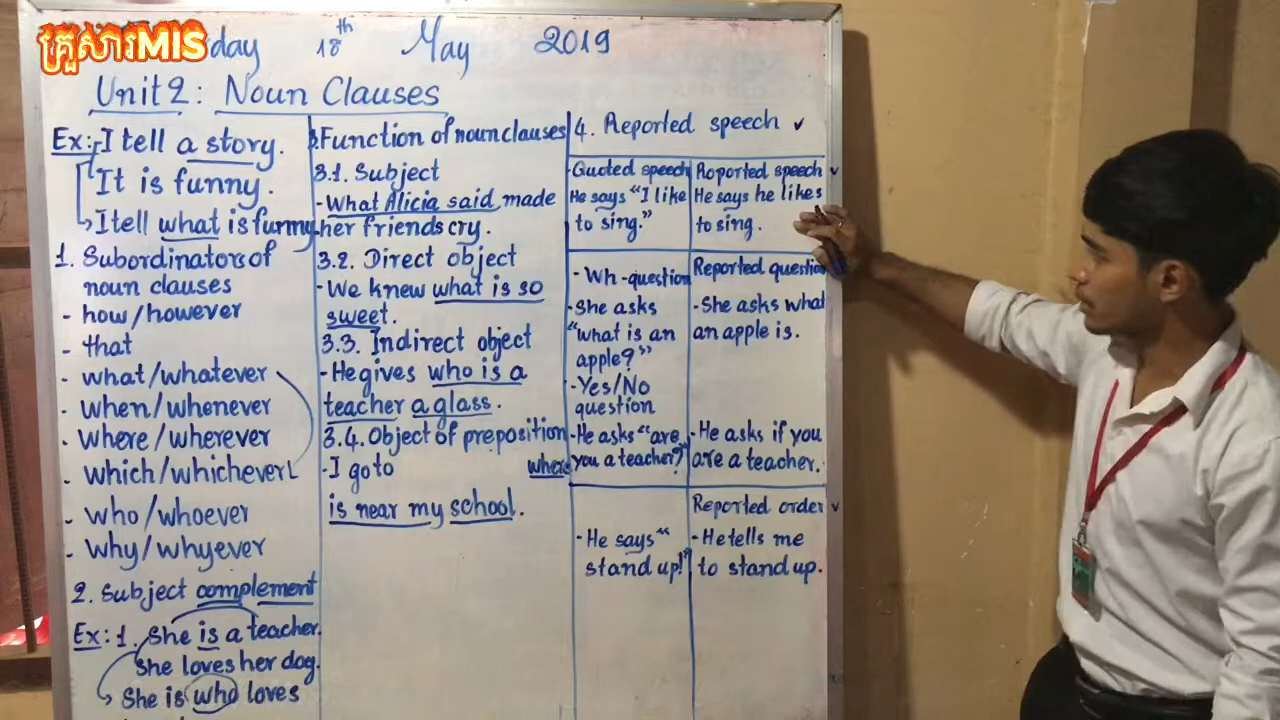 គ្រួសារMIS
day 18th May 2019
Unit 2: Noun Clauses
Ex: I tell a story.
It is funny.
I tell what is funny.
1. Subordinators of
noun clauses
- how/however
- that
- what/whatever
- when/whenever
- where/wherever
- which/whichever
- who/whoever
- why/whyever
2. Subject complement
Ex: 1. She is a teacher.
She loves her dog.
She is who loves
3. Function of noun clauses
3.1. Subject
- What Alicia said made
her friends cry.
3.2. Direct object
- We knew what is so
sweet.
3.3. Indirect object
- He gives who is a
teacher a glass.
3.4. Object of preposition
- I go to where
is near my school.
4. Reported speech ✓
- Quoted speech
He says "I like
to sing."
Roported speech ✓
He says he likes
to sing.
- Wh-question
- She asks
"what is an
apple?"
- Yes/No
question
- He asks "are
you a teacher?"
Reported question
- She asks what
an apple is.
- He asks if you
are a teacher.
- He says "
stand up!"
Reported order ✓
- He tells me
to stand up.